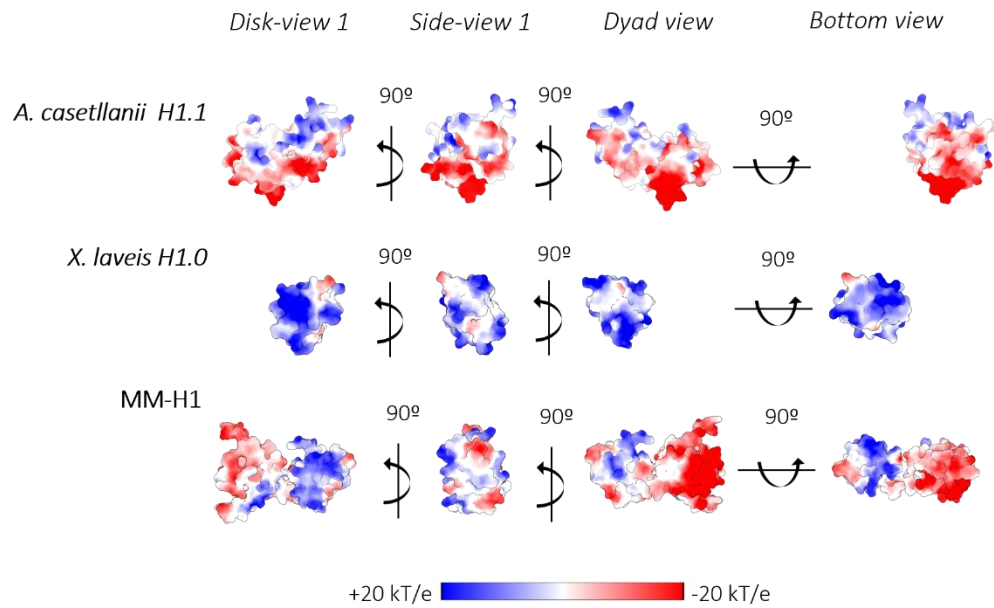 Disk-view 1 Side-view 1 Dyad view Bottom view
A. casetllanii H1.1 90º 90º 90º
X. laveis H1.0 90º 90º 90º
MM-H1 90º 90º 90º
+20 kT/e -20 kT/e